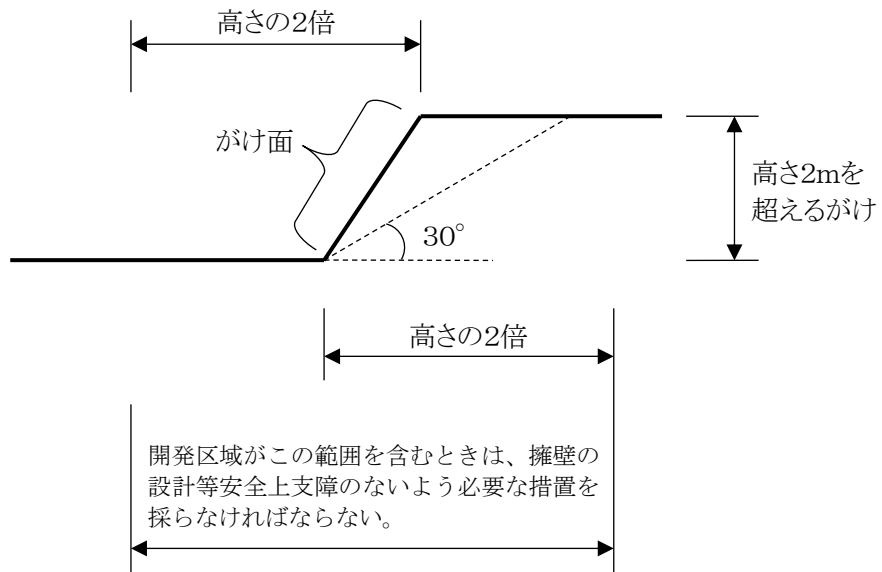 高さの2倍
がけ面
高さ2mを
超えるがけ
30°
高さの2倍
開発区域がこの範囲を含むときは、擁壁の
設計等安全上支障のないよう必要な措置を
採らなければならない。